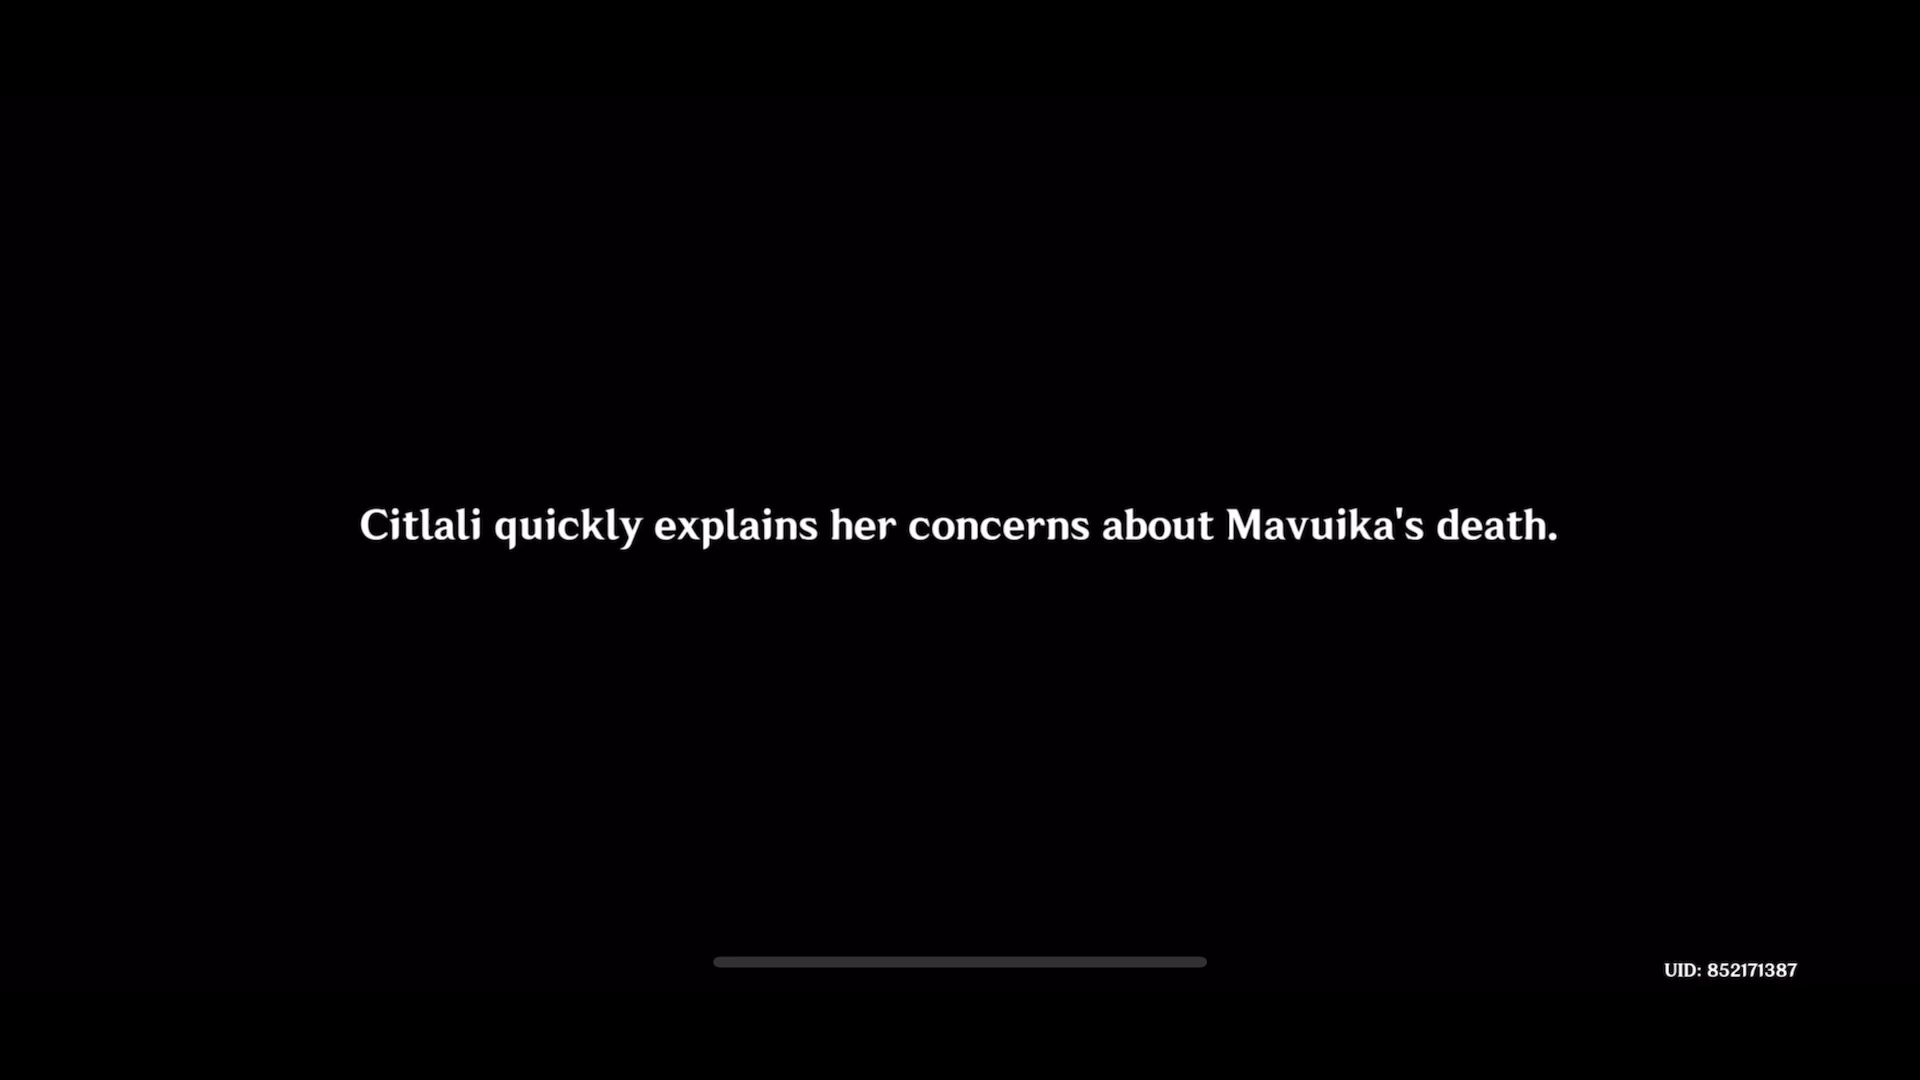 Citlali quickly explains her concerns about Mavuika's death.
UID: 852171387